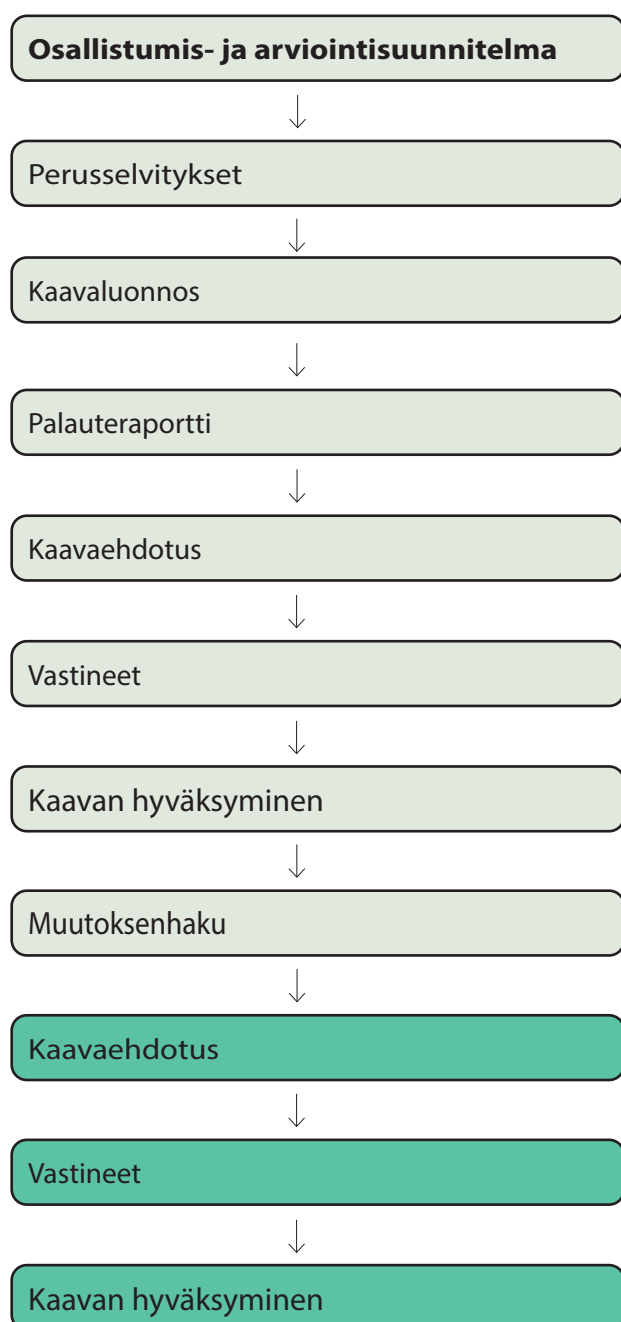 Osallistumis- ja arviointisuunnitelma
Perusselvitykset
Kaavaluonnos
Palauteraportti
Kaavaehdotus
Vastineet
Kaavan hyväksyminen
Muutoksenhaku
Kaavaehdotus
Vastineet
Kaavan hyväksyminen